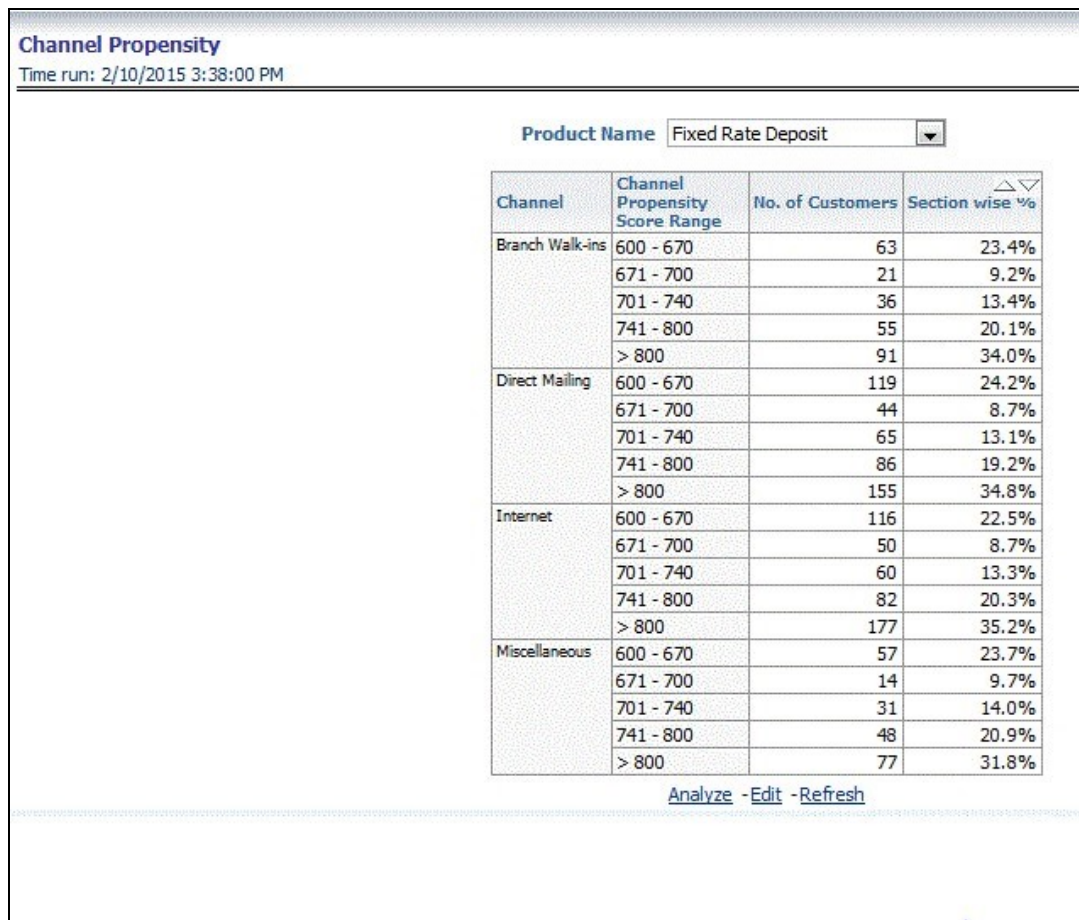 Channel Propensity
Time run: 2/10/2015 3:38:00 PM
Product Name Fixed Rate Deposit
Channel Channel Propensity Score Range No. of Customers Section wise %
Branch Walk-ins 600 - 670 63 23.4%
671 - 700 21 9.2%
701 - 740 36 13.4%
741 - 800 55 20.1%
> 800 91 34.0%
Direct Mailing 600 - 670 119 24.2%
671 - 700 44 8.7%
701 - 740 65 13.1%
741 - 800 86 19.2%
> 800 155 34.8%
Internet 600 - 670 116 22.5%
671 - 700 50 8.7%
701 - 740 60 13.3%
741 - 800 82 20.3%
> 800 177 35.2%
Miscellaneous 600 - 670 57 23.7%
671 - 700 14 9.7%
701 - 740 31 14.0%
741 - 800 48 20.9%
> 800 77 31.8%
Analyze - Edit - Refresh